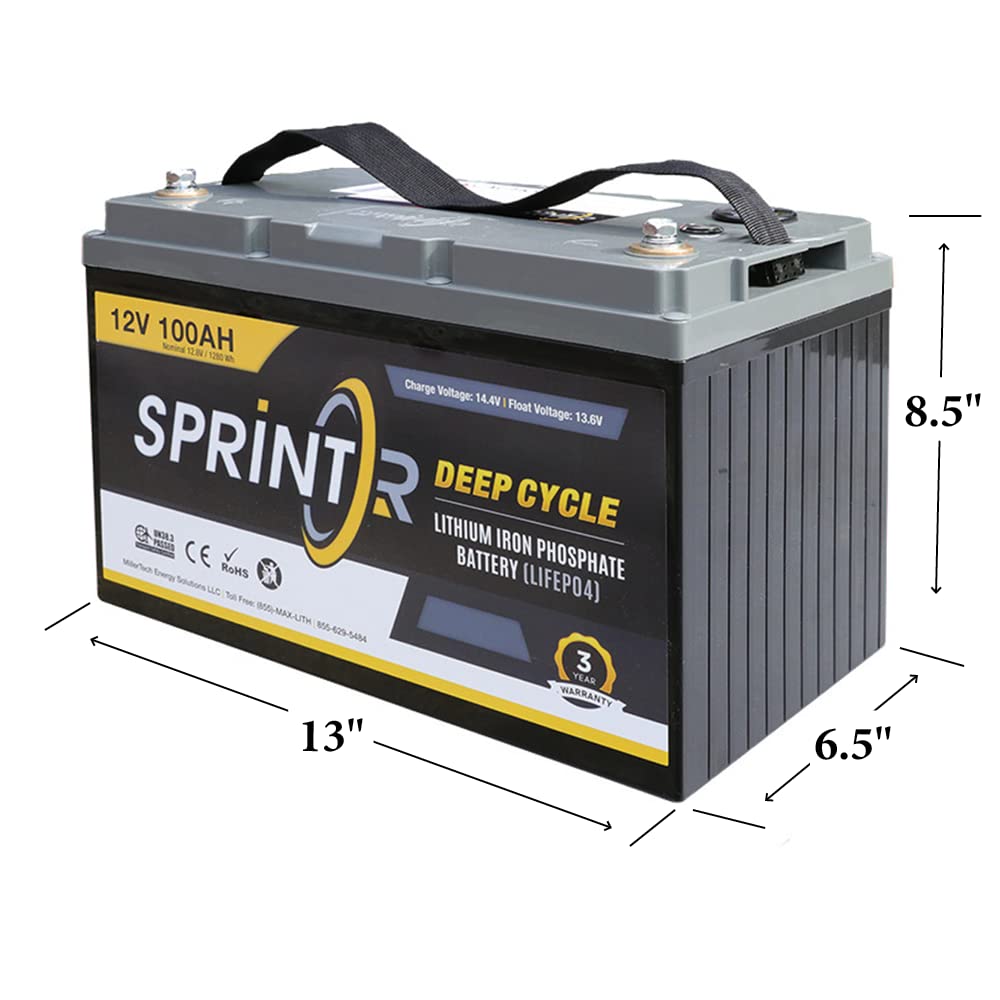 12V 100AH
Nominal 12.8V / 1280 Wh
Charge Voltage: 14.4V | Float Voltage: 13.6V
SPRINTOR
DEEP CYCLE
LITHIUM IRON PHOSPHATE
BATTERY (LIFEPO4)
UN38.3
PASSED
CE
RoHS
MillerTech Energy Solutions LLC | Toll Free: (855)-MAX-LITH | 855-629-5484
3
YEAR
WARRANTY
8.5"
6.5"
13"